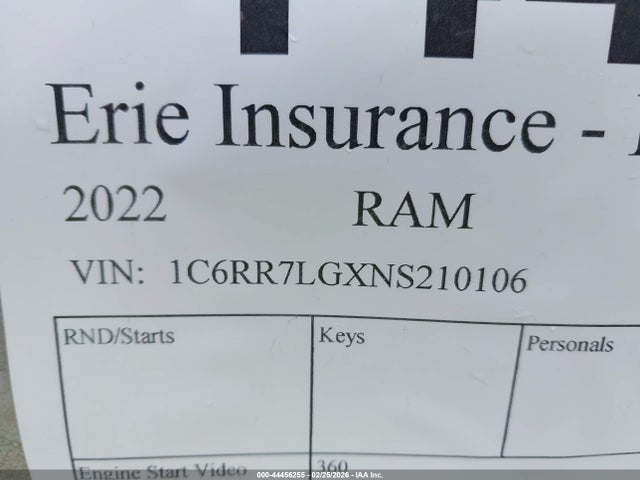 Erie Insurance -
2022 RAM
VIN: 1C6RR7LGXNS210106
RND/Starts Keys Personals
Engine Start Video 360
000-44456255 - 02/25/2026 - © IAA Inc.